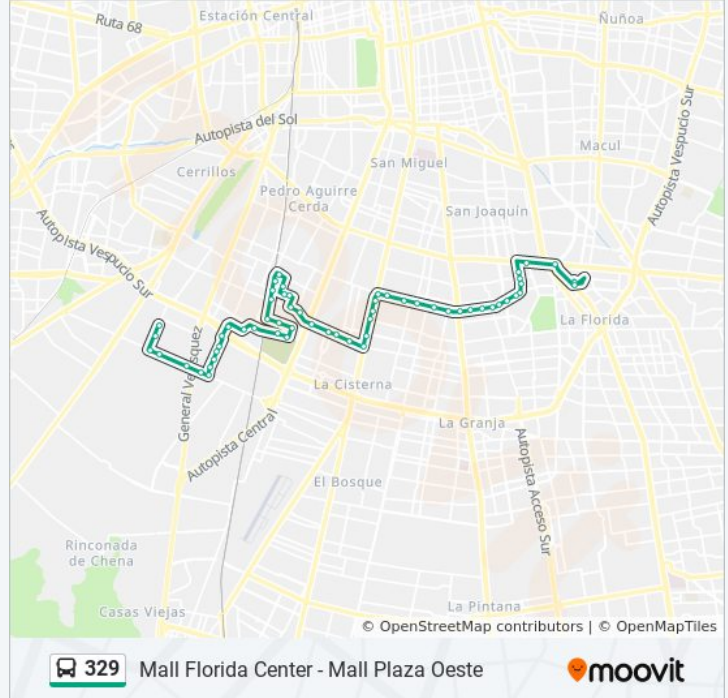 Estación Central
Ñuñoa
Ruta 68
Autopista del Sol
Macul
San Miguel
Autopista Vespucio Sur
Cerrillos
Pedro Aguirre
Cerda
San Joaquín
Autopista Vespucio Sur
La Florida
General Ve squez
La Cisterna
La Granja
Autopista Central
Autopista Acceso Sur
El Bosque
Rinconada
de Chena
La Pintana
Casas Viejas
© OpenStreetMap contributors | © OpenMapTiles
329 Mall Florida Center - Mall Plaza Oeste
moovit